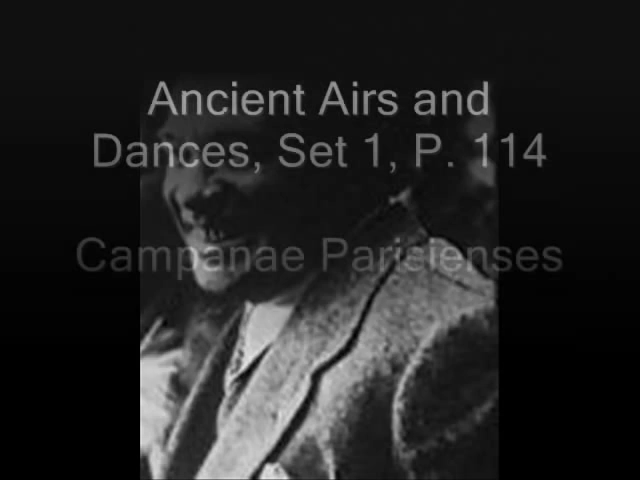 Ancient Airs and
Dances, Set 1, P. 114
Campanae Parisienses